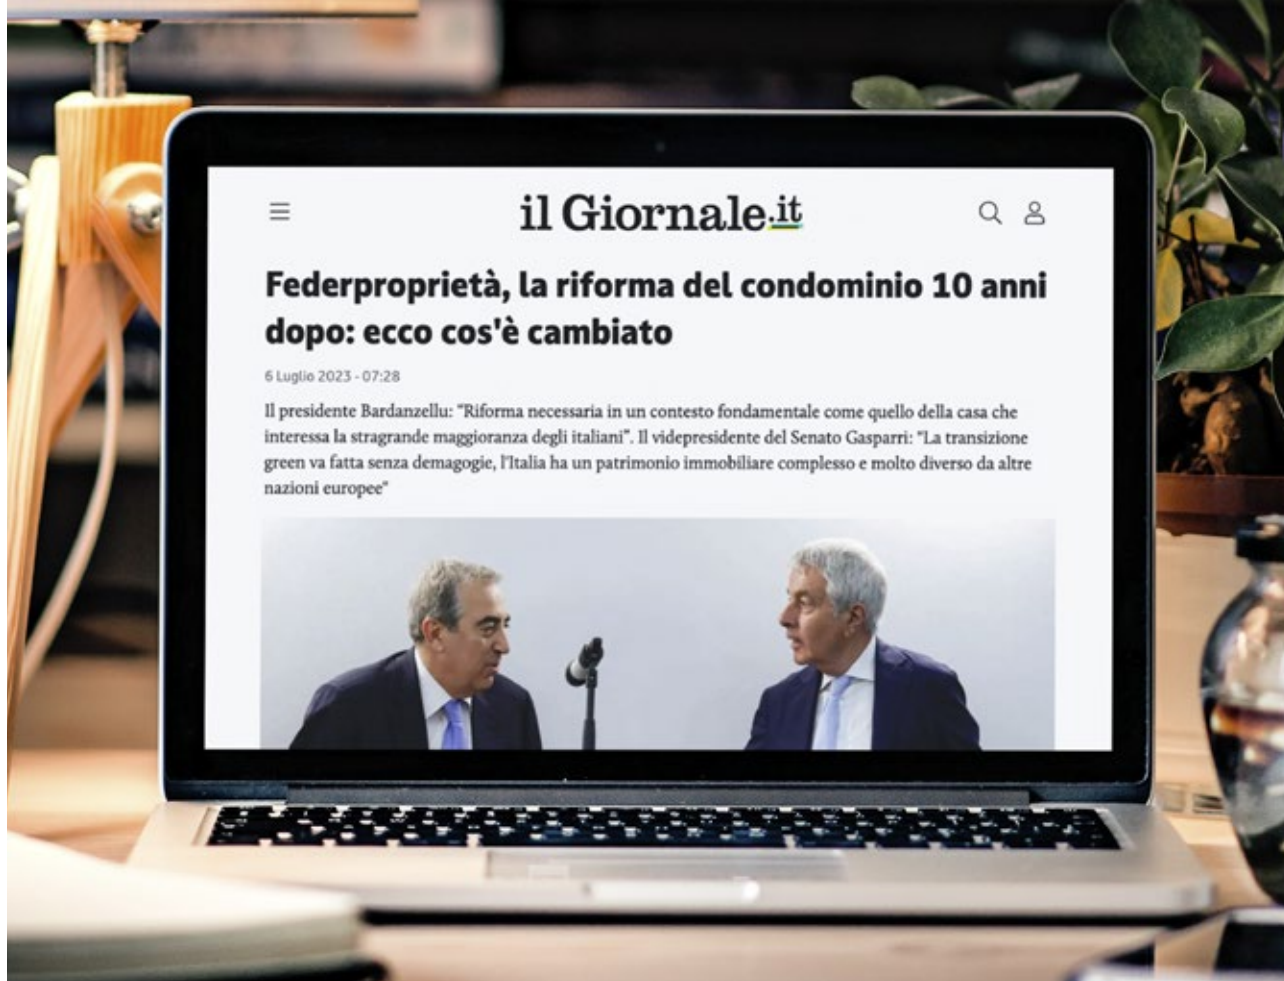 il Giornale.it
Federproprietà, la riforma del condominio 10 anni
dopo: ecco cos'è cambiato
6 Luglio 2023 - 07:28
Il presidente Bardanzellu: “Riforma necessaria in un contesto fondamentale come quello della casa che
interessa la stragrande maggioranza degli italiani”. Il videpresidente del Senato Gasparri: “La transizione
green va fatta senza demagogie, l'Italia ha un patrimonio immobiliare complesso e molto diverso da altre
nazioni europee"